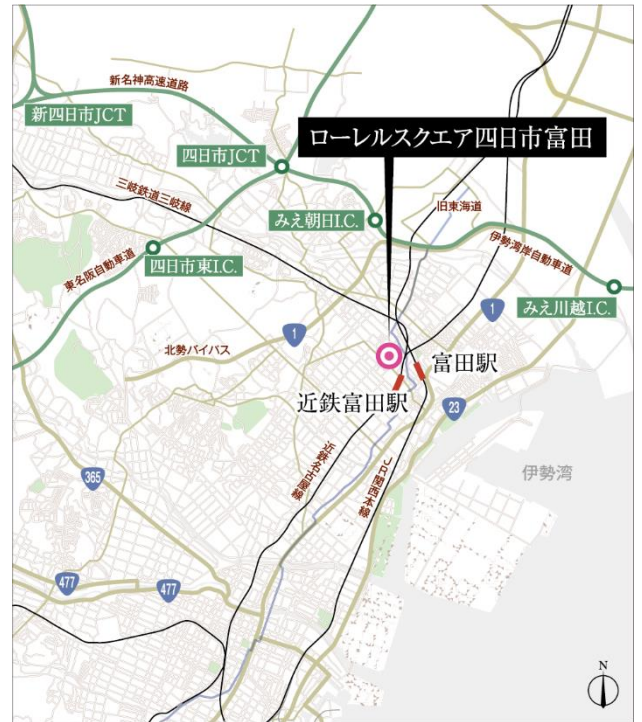 新名神高速道路
新四日市JCT
ローレルスクエア四日市富田
四日市JCT
三岐鉄道三岐線
旧東海道
みえ朝日I.C.
伊勢湾岸自動車道
東名阪自動車道
四日市東I.C.
みえ川越I.C.
1
1
北勢バイパス
富田駅
近鉄富田駅
23
近鉄名古屋線
JR関西本線
伊勢湾
365
477
477
N